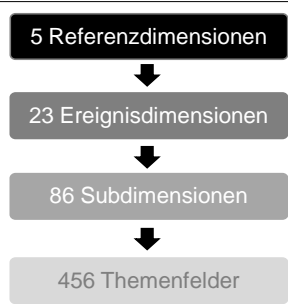 5 Referenzdimensionen
23 Ereignisdimensionen
86 Subdimensionen
456 Themenfelder